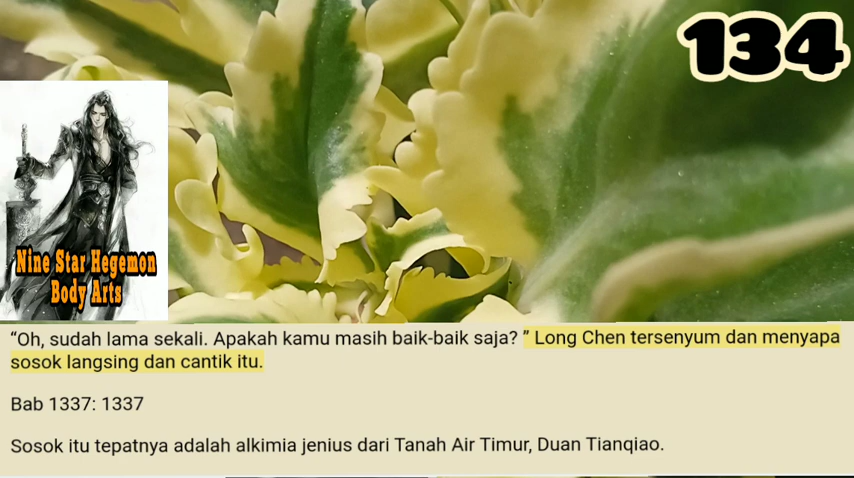 134
Nine Star Hegemon
Body Arts
“Oh, sudah lama sekali. Apakah kamu masih baik-baik saja? ” Long Chen tersenyum dan menyapa
sosok langsing dan cantik itu.
Bab 1337: 1337
Sosok itu tepatnya adalah alkimia jenius dari Tanah Air Timur, Duan Tianqiao.